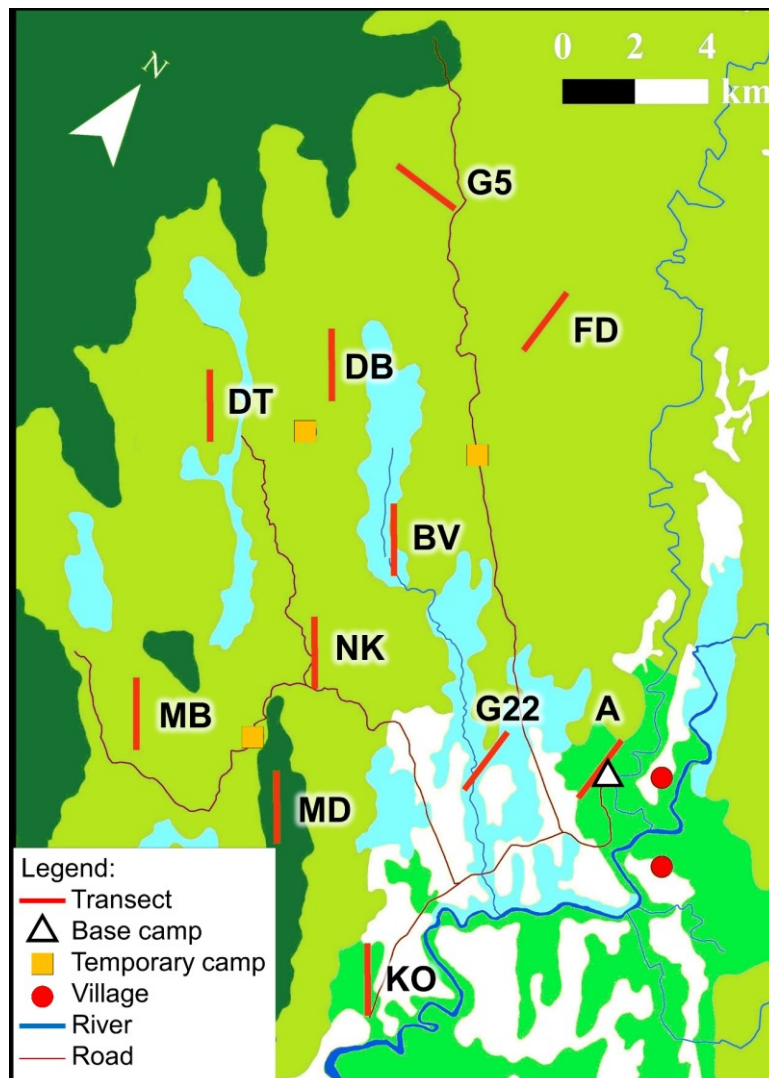 N
0 2 4
km
G5
FD
DB
DT
BV
NK
G22
A
MB
MD
KO
Legend:
Transect
Base camp
Temporary camp
Village
River
Road